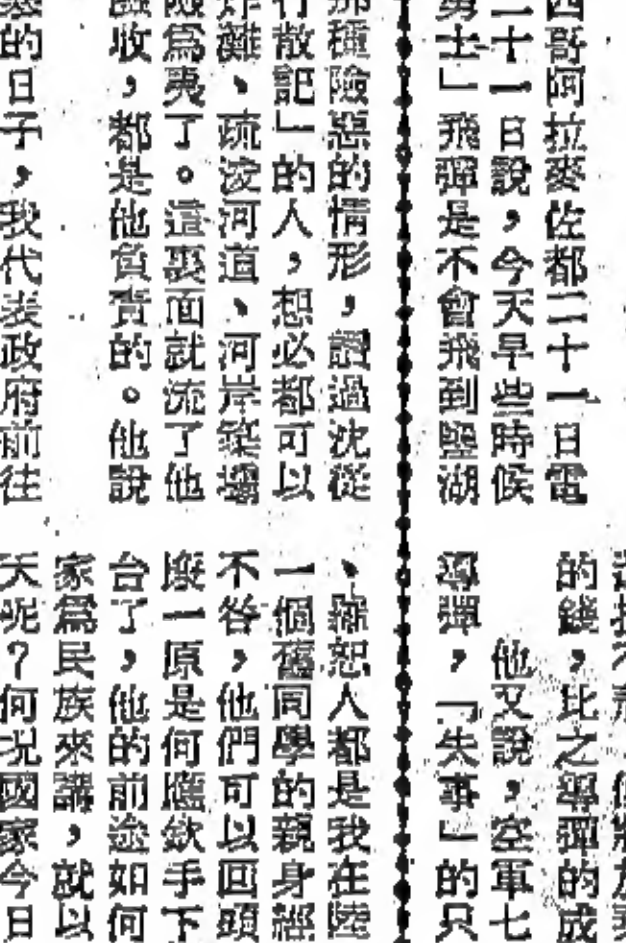 西哥阿拉麥佐都二十一日電
二十一日說，今天早些時候
勇士」飛彈是不會飛到鹽湖
的錢，比之導彈的成
他又說，空軍七
導彈，「失事」的只
那種險惡的情形，讀過沈從
行散記」的人，想必都可以
炸灘、疏浚河道、河岸築壩
險爲夷了。這裏面就流了他
收，都是他負責的。他說
的日子，我代表政府前往
、羅恕人都是我在陸
一個舊同學的親身經
不咎，他們可以回頭
一原是何應欽手下
台了，他的前途如何
家爲民族來講，就以
天呢？何况國家今日